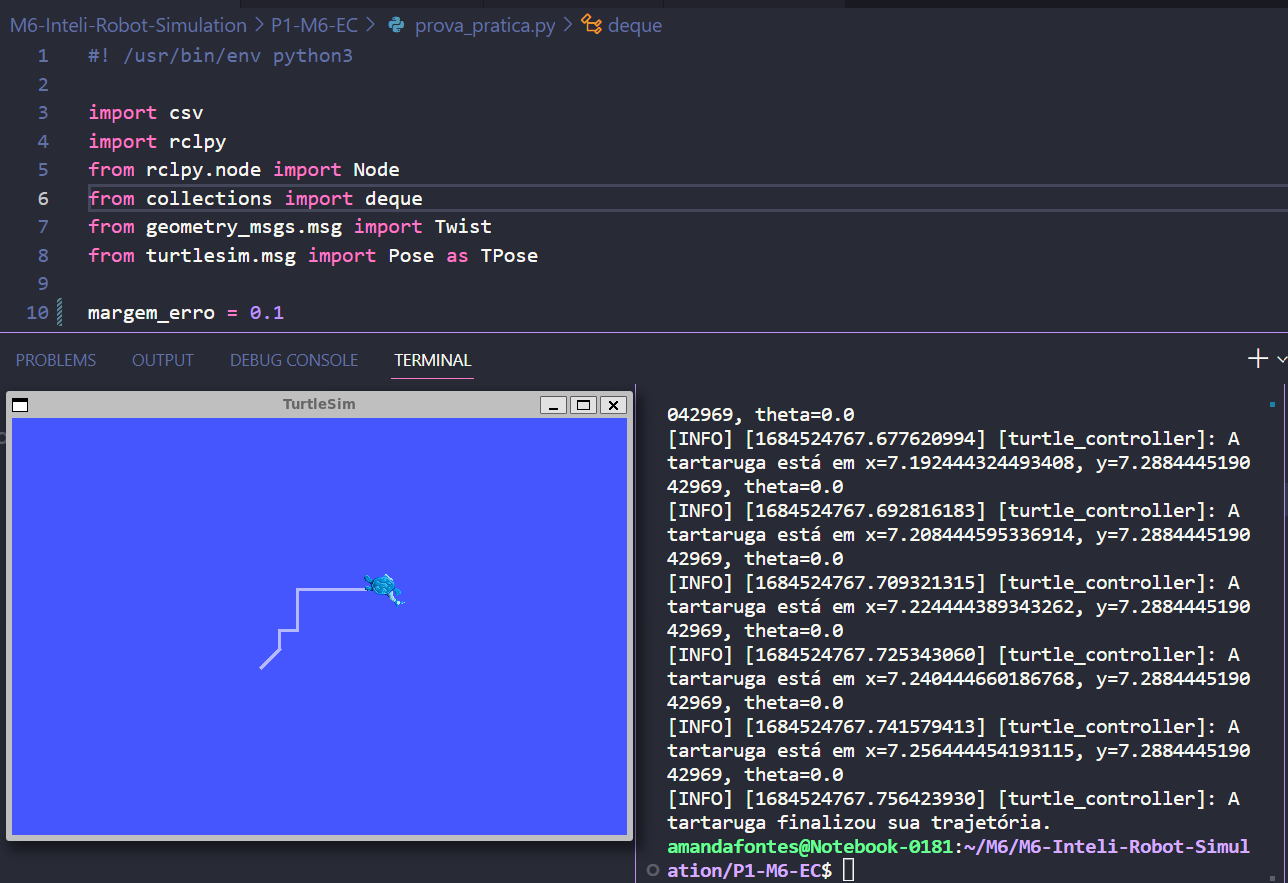 M6-Inteli-Robot-Simulation > P1-M6-EC > prova_pratica.py > deque
1 #! /usr/bin/env python3
2
3 import csv
4 import rclpy
5 from rclpy.node import Node
6 from collections import deque
7 from geometry_msgs.msg import Twist
8 from turtlesim.msg import Pose as TPose
9
10 margem_erro = 0.1
PROBLEMS OUTPUT DEBUG CONSOLE TERMINAL
TurtleSim
042969, theta=0.0
[INFO] [1684524767.677620994] [turtle_controller]: A
tartaruga está em x=7.192444324493408, y=7.2884445190
42969, theta=0.0
[INFO] [1684524767.692816183] [turtle_controller]: A
tartaruga está em x=7.208444595336914, y=7.2884445190
42969, theta=0.0
[INFO] [1684524767.709321315] [turtle_controller]: A
tartaruga está em x=7.224444389343262, y=7.2884445190
42969, theta=0.0
[INFO] [1684524767.725343060] [turtle_controller]: A
tartaruga está em x=7.240444660186768, y=7.2884445190
42969, theta=0.0
[INFO] [1684524767.741579413] [turtle_controller]: A
tartaruga está em x=7.256444454193115, y=7.2884445190
42969, theta=0.0
[INFO] [1684524767.756423930] [turtle_controller]: A
tartaruga finalizou sua trajetória.
amandafontes@Notebook-0181:~/M6/M6-Inteli-Robot-Simul
ation/P1-M6-EC$